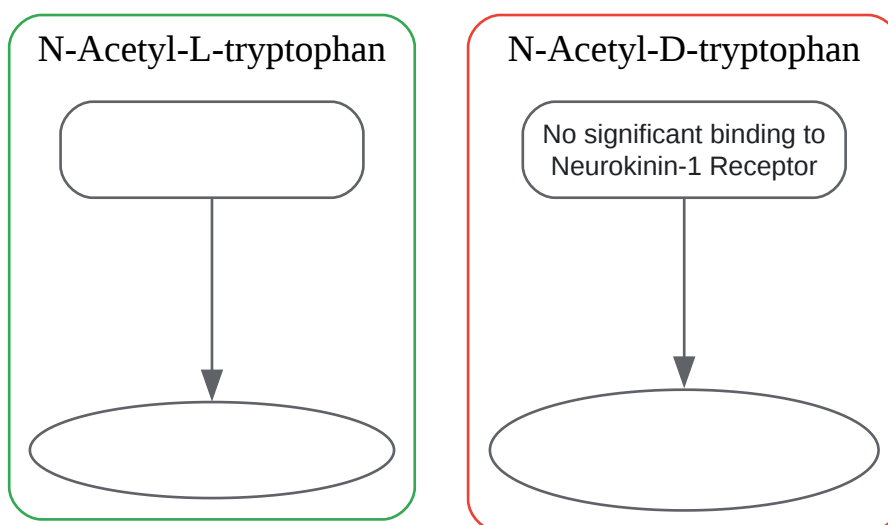 N-Acetyl-L-tryptophan
N-Acetyl-D-tryptophan
No significant binding to
Neurokinin-1 Receptor